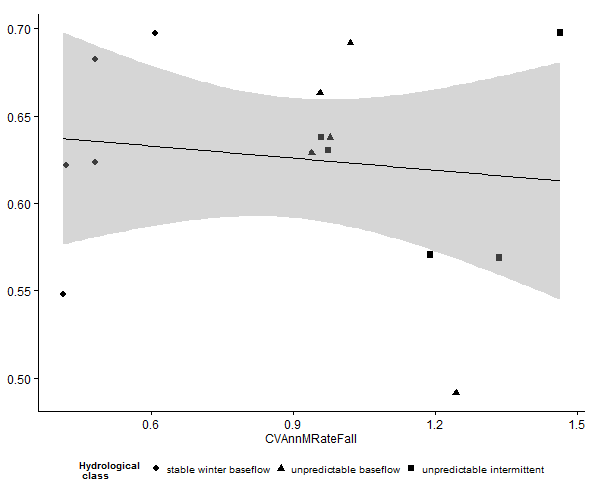 0.70
0.65
0.60
0.55
0.50
0.6 0.9 1.2 1.5
CVAnnMRateFall
Hydrological class
stable winter baseflow unpredictable baseflow unpredictable intermittent